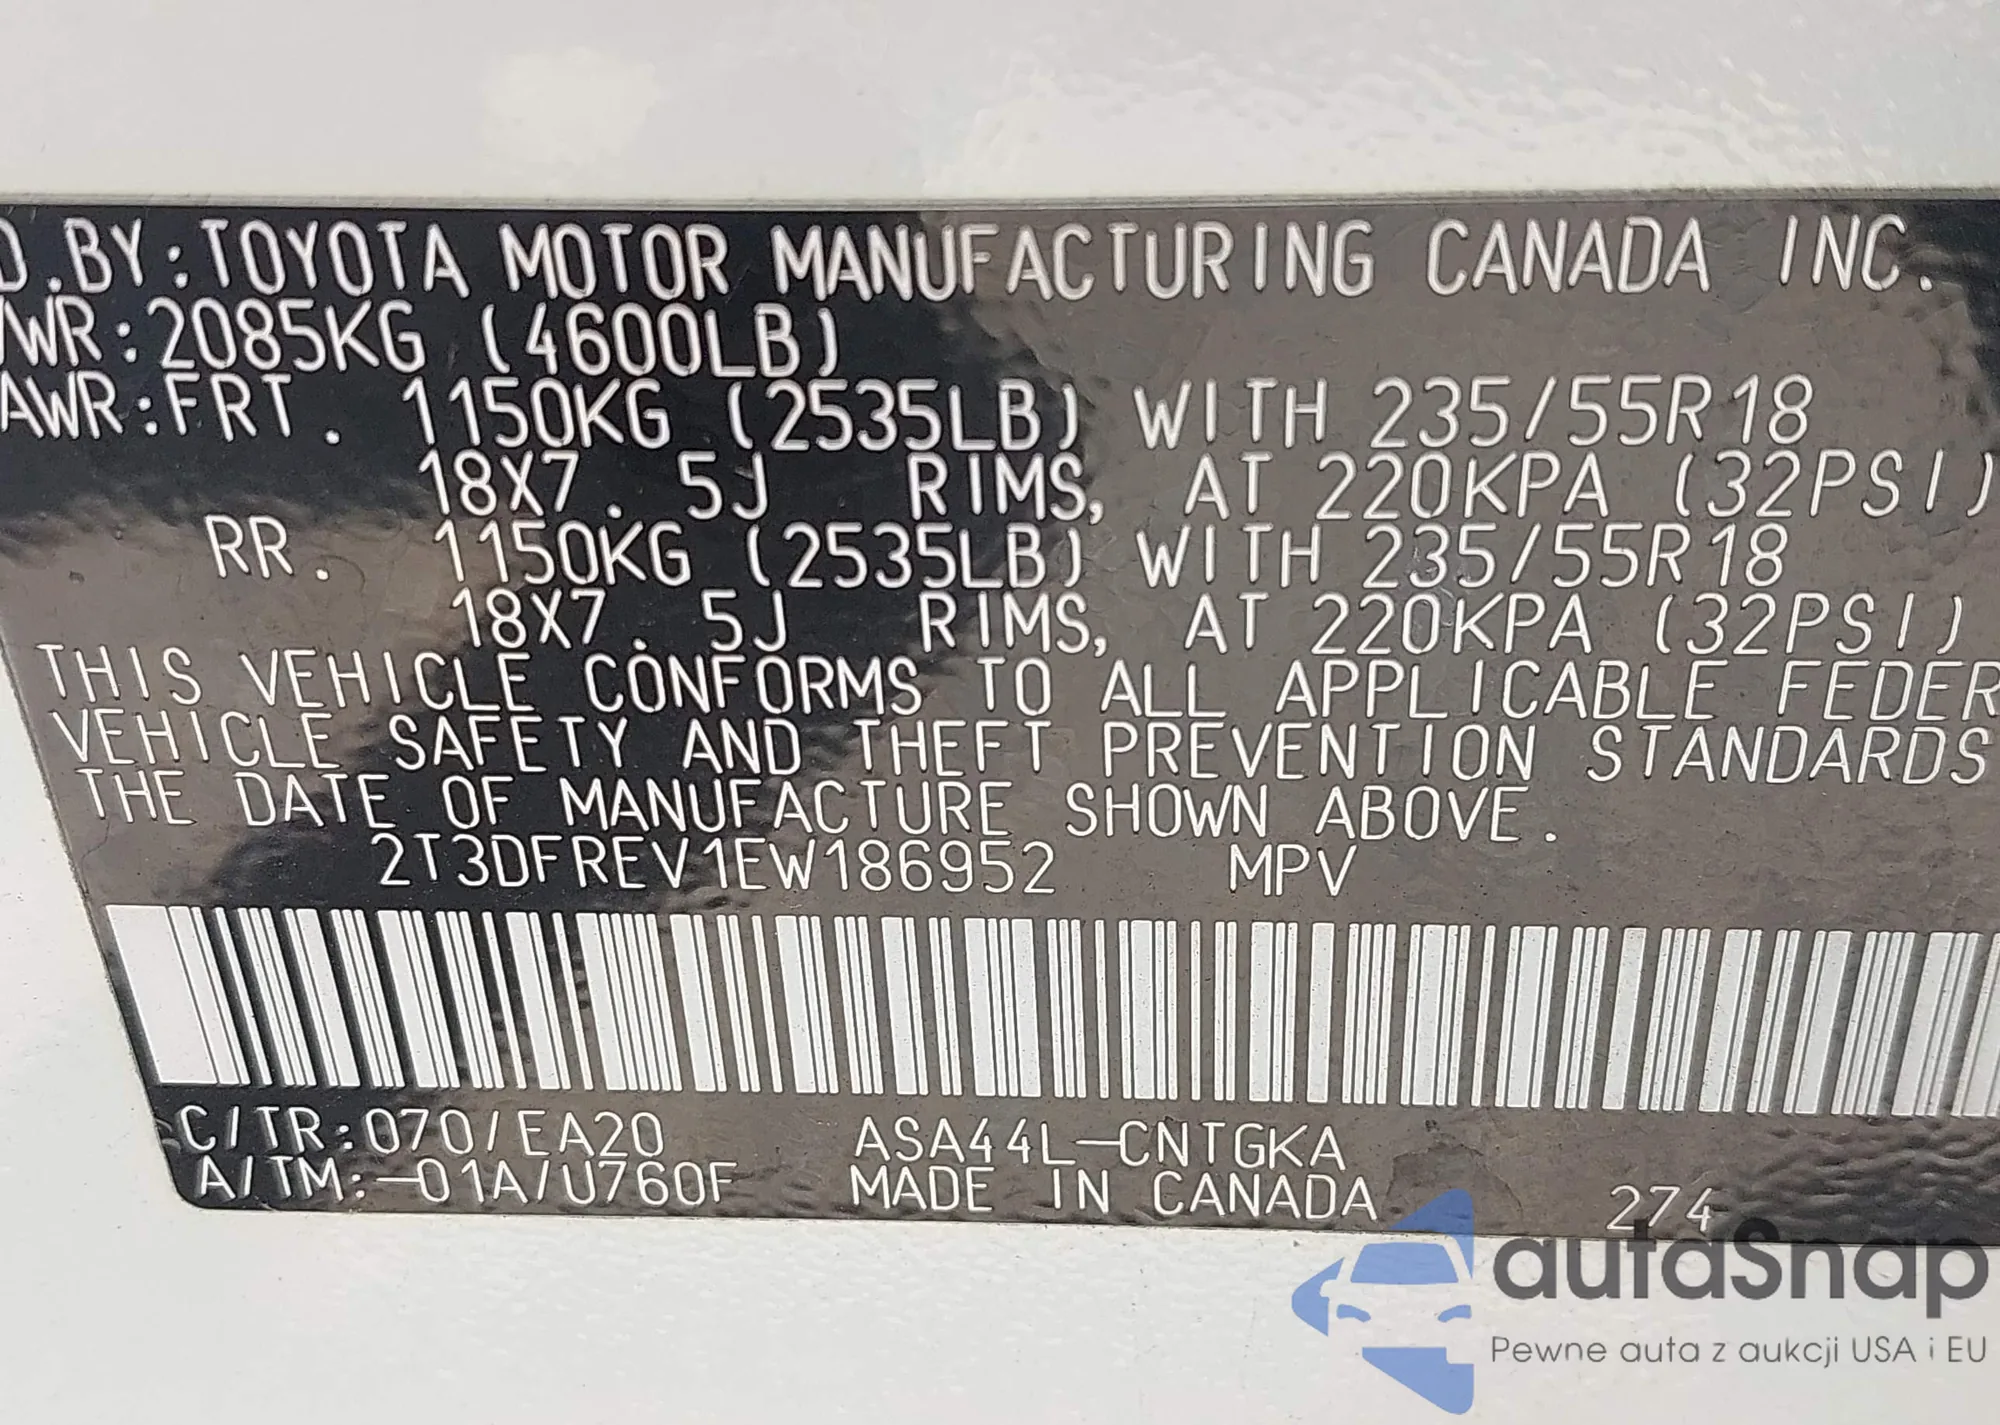 D.BY:TOYOTA MOTOR MANUFACTURING CANADA INC.
VWR:2085KG (4600LB)
AWR:FRT. 1150KG (2535LB) WITH 235/55R18
18X7.5J RIMS, AT 220KPA (32PSI)
RR. 1150KG (2535LB) WITH 235/55R18
18X7.5J RIMS, AT 220KPA (32PSI)
THIS VEHICLE CONFORMS TO ALL APPLICABLE FEDER
VEHICLE SAFETY AND THEFT PREVENTION STANDARDS
THE DATE OF MANUFACTURE SHOWN ABOVE.
2T3DFREV1EW186952 MPV
C/TR:070/EA20 ASA44L-CNTGKA
A/TM:-01A/U760F MADE IN CANADA 274
autaSnap
Pewne auta z aukcji USA i EU